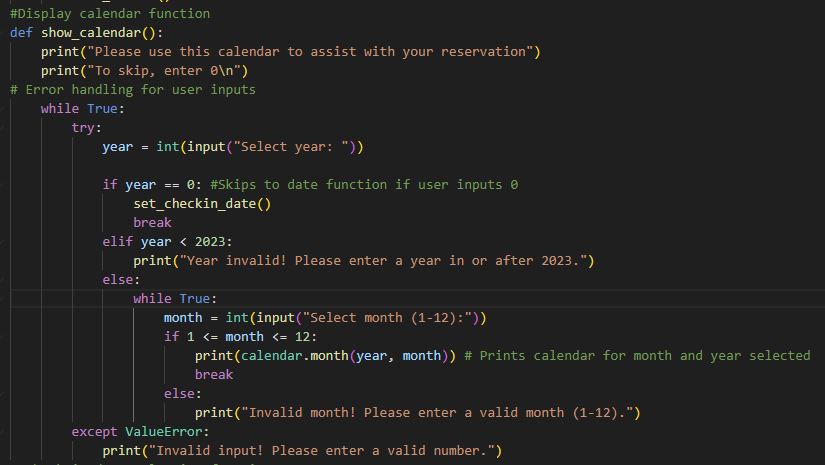 #Display calendar function
def show_calendar():
    print("Please use this calendar to assist with your reservation")
    print("To skip, enter 0\n")
# Error handling for user inputs
    while True:
        try:
            year = int(input("Select year: "))

            if year == 0: #Skips to date function if user inputs 0
                set_checkin_date()
                break
            elif year < 2023:
                print("Year invalid! Please enter a year in or after 2023.")
            else:
                while True:
                    month = int(input("Select month (1-12):"))
                    if 1 <= month <= 12:
                        print(calendar.month(year, month)) # Prints calendar for month and year selected
                        break
                    else:
                        print("Invalid month! Please enter a valid month (1-12).")
        except ValueError:
            print("Invalid input! Please enter a valid number.")